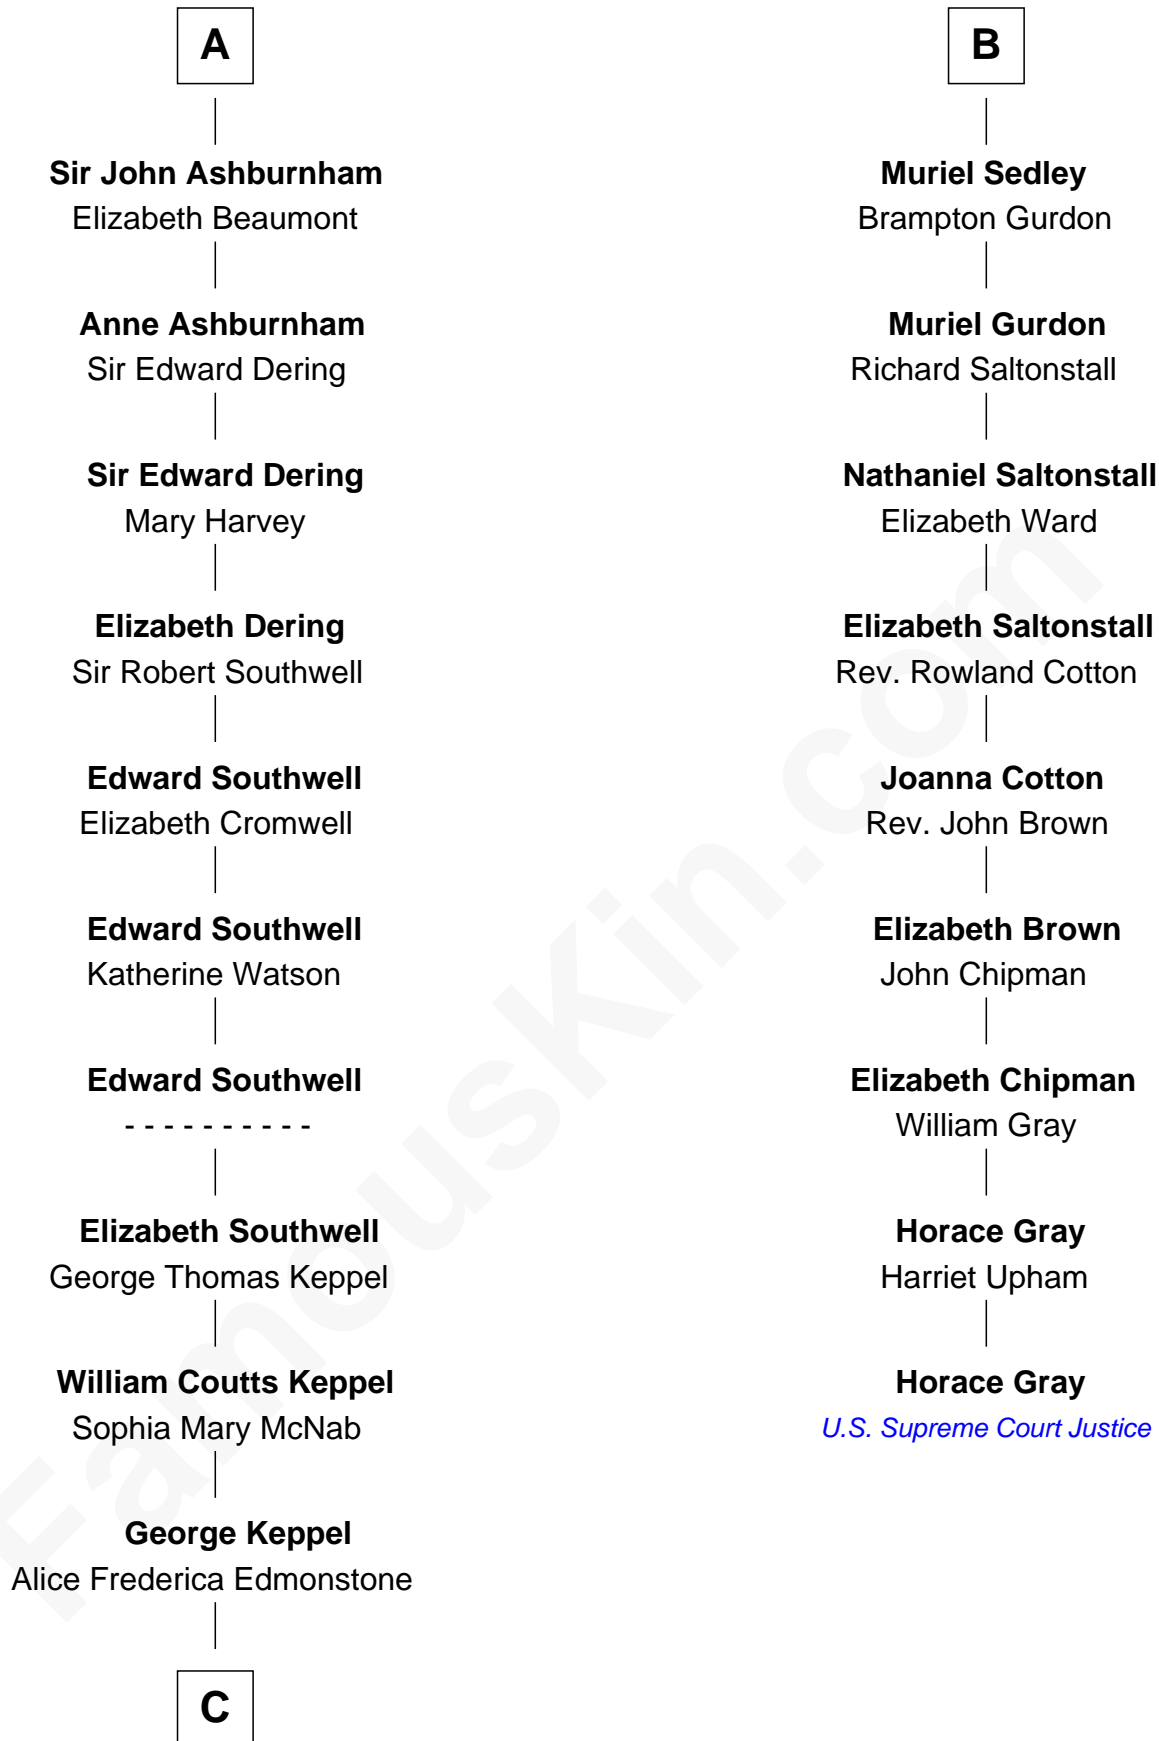 A
Sir John Ashburnham
Elizabeth Beaumont
Anne Ashburnham
Sir Edward Dering
Sir Edward Dering
Mary Harvey
Elizabeth Dering
Sir Robert Southwell
Edward Southwell
Elizabeth Cromwell
Edward Southwell
Katherine Watson
Edward Southwell
- - - - - - - - - -
Elizabeth Southwell
George Thomas Keppel
William Coutts Keppel
Sophia Mary McNab
George Keppel
Alice Frederica Edmonstone
C
B
Muriel Sedley
Brampton Gurdon
Muriel Gurdon
Richard Saltonstall
Nathaniel Saltonstall
Elizabeth Ward
Elizabeth Saltonstall
Rev. Rowland Cotton
Joanna Cotton
Rev. John Brown
Elizabeth Brown
John Chipman
Elizabeth Chipman
William Gray
Horace Gray
Harriet Upham
Horace Gray
U.S. Supreme Court Justice
FamousKin.com